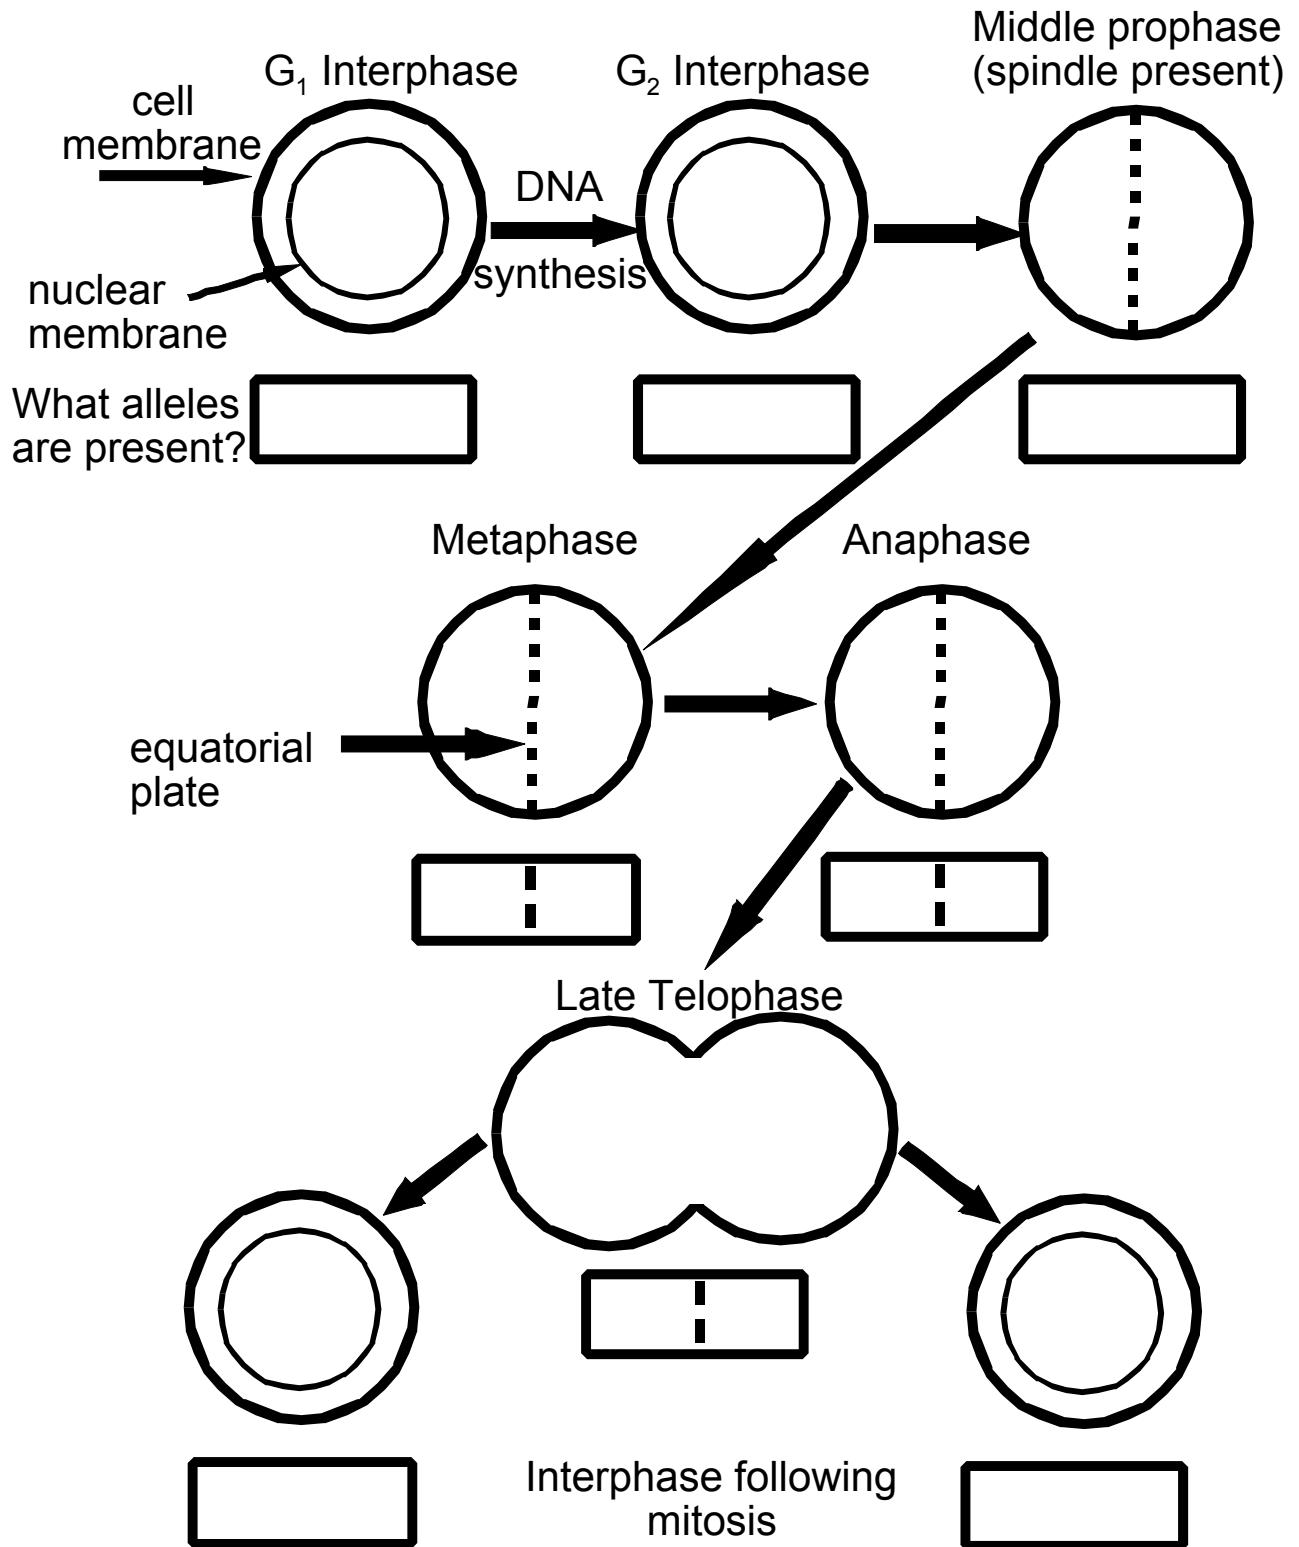 Middle prophase
(spindle present)
G₁ Interphase
G₂ Interphase
cell
membrane
DNA
synthesis
nuclear
membrane
What alleles
are present?
Metaphase
Anaphase
equatorial
plate
Late Telophase
Interphase following
mitosis